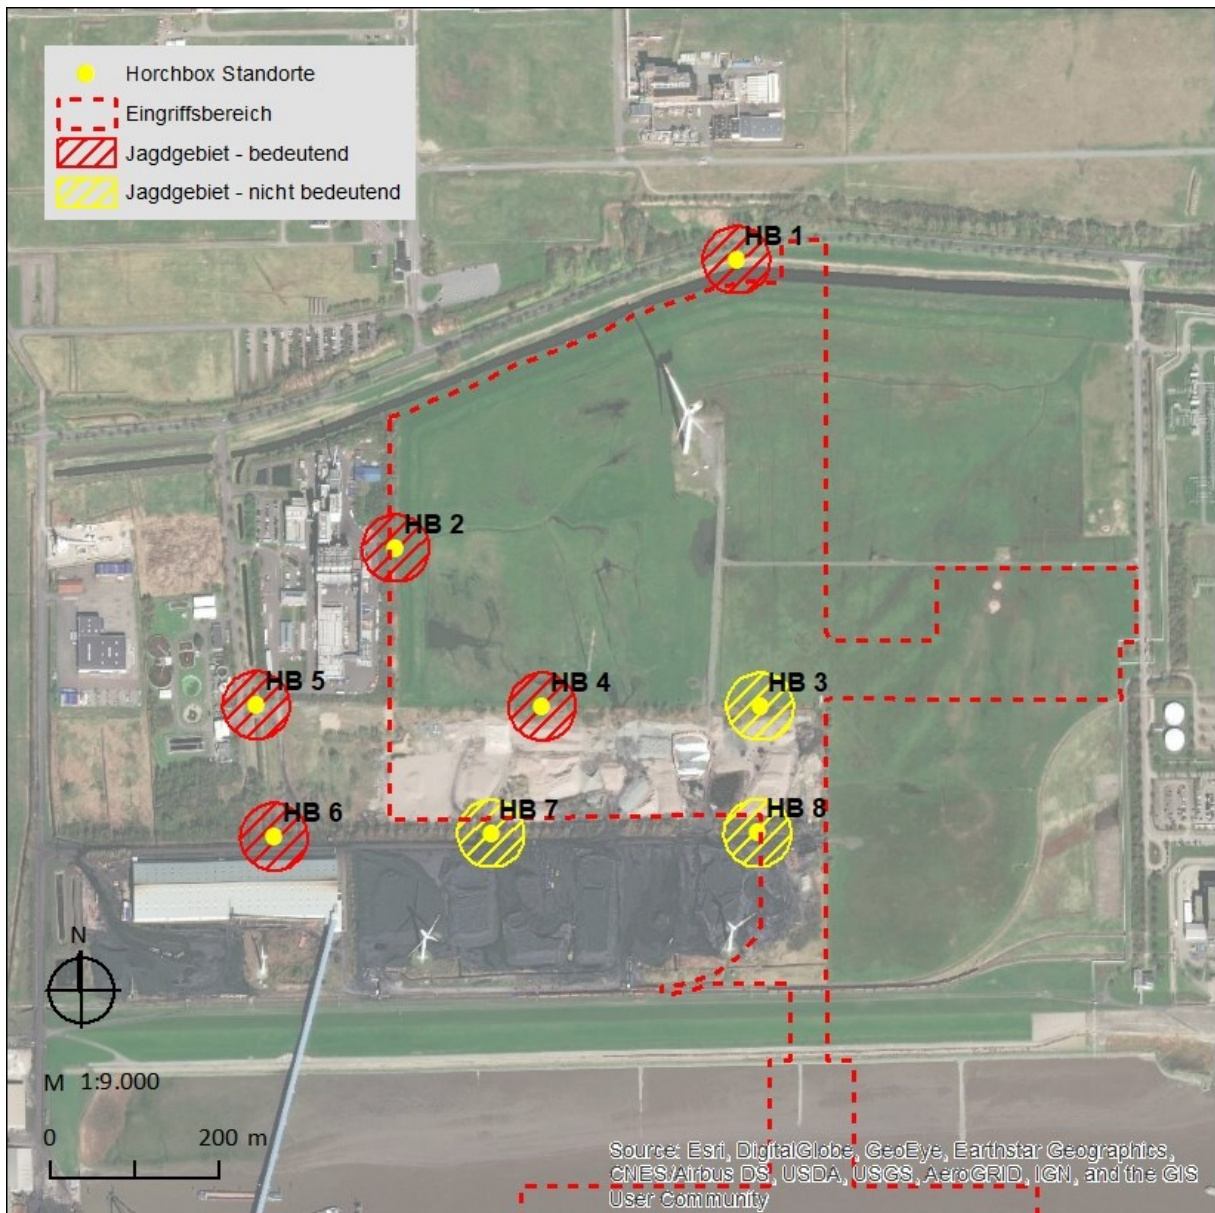 Horchbox Standorte
Eingriffsbereich
Jagdgebiet - bedeutend
Jagdgebiet - nicht bedeutend
HB 1
HB 2
HB 5
HB 4
HB 3
HB 6
HB 7
HB 8
N
M 1:9.000
0 200 m
Source: Esri, DigitalGlobe, GeoEye, Earthstar Geographics,
CNES/Airbus DS, USDA, USGS, AeroGRID, IGN, and the GIS
User Community